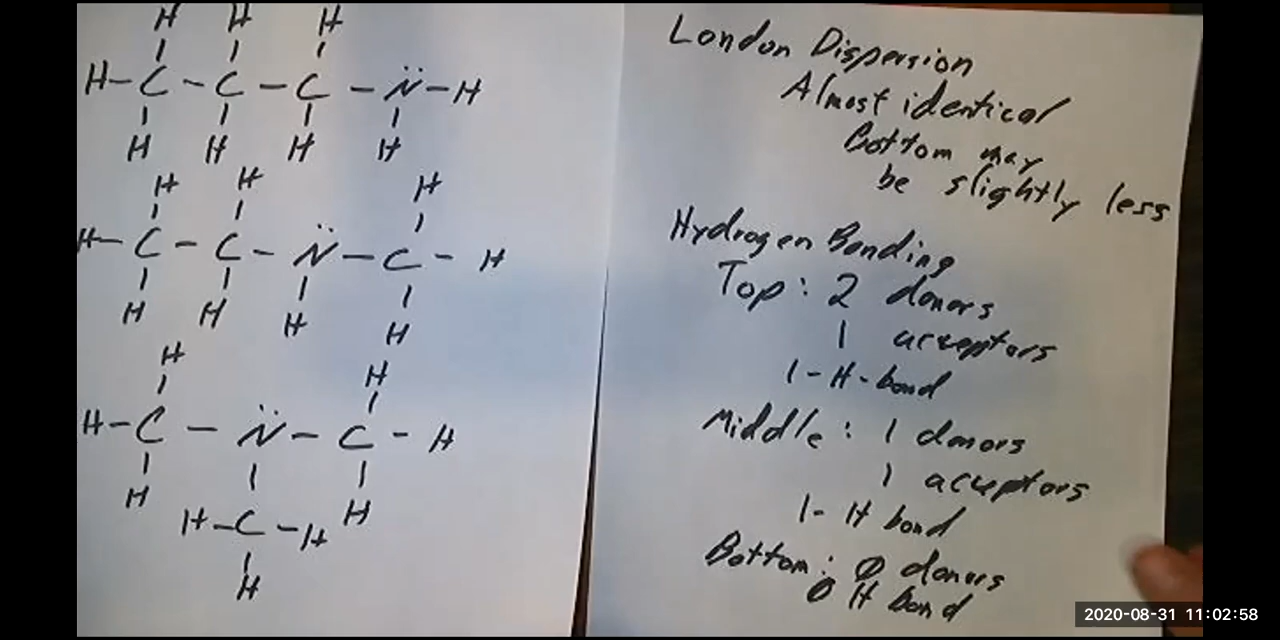 H H H
H-C-C-C-N̈-H
H H H H
H H H
H-C-C-N̈-C-H
H H H H
H H
H-C-N̈-C-H
H H
H-C-H
H
London Dispersion
Almost identical
Bottom may
be slightly less
Hydrogen Bonding
Top: 2 donors
1 acceptors
1-H-bond
Middle: 1 donors
1 acceptors
1-H bond
Bottom: 0 donors
0 H bond
2020-08-31 11:02:58